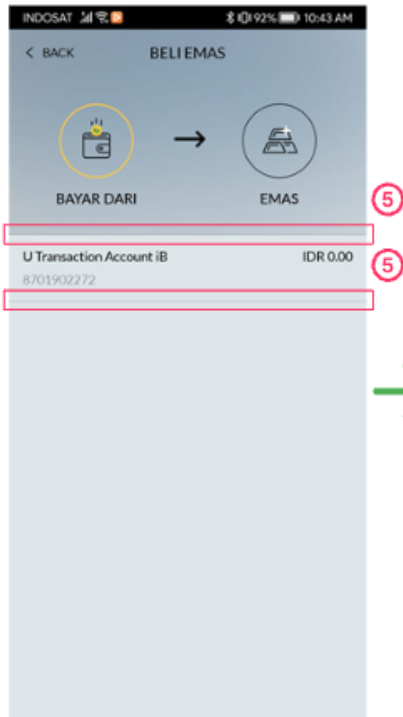 INDOSAT 92% 10:43 AM
< BACK BELI EMAS
BAYAR DARI → EMAS
5
U Transaction Account iB IDR 0.00
5
8701902272